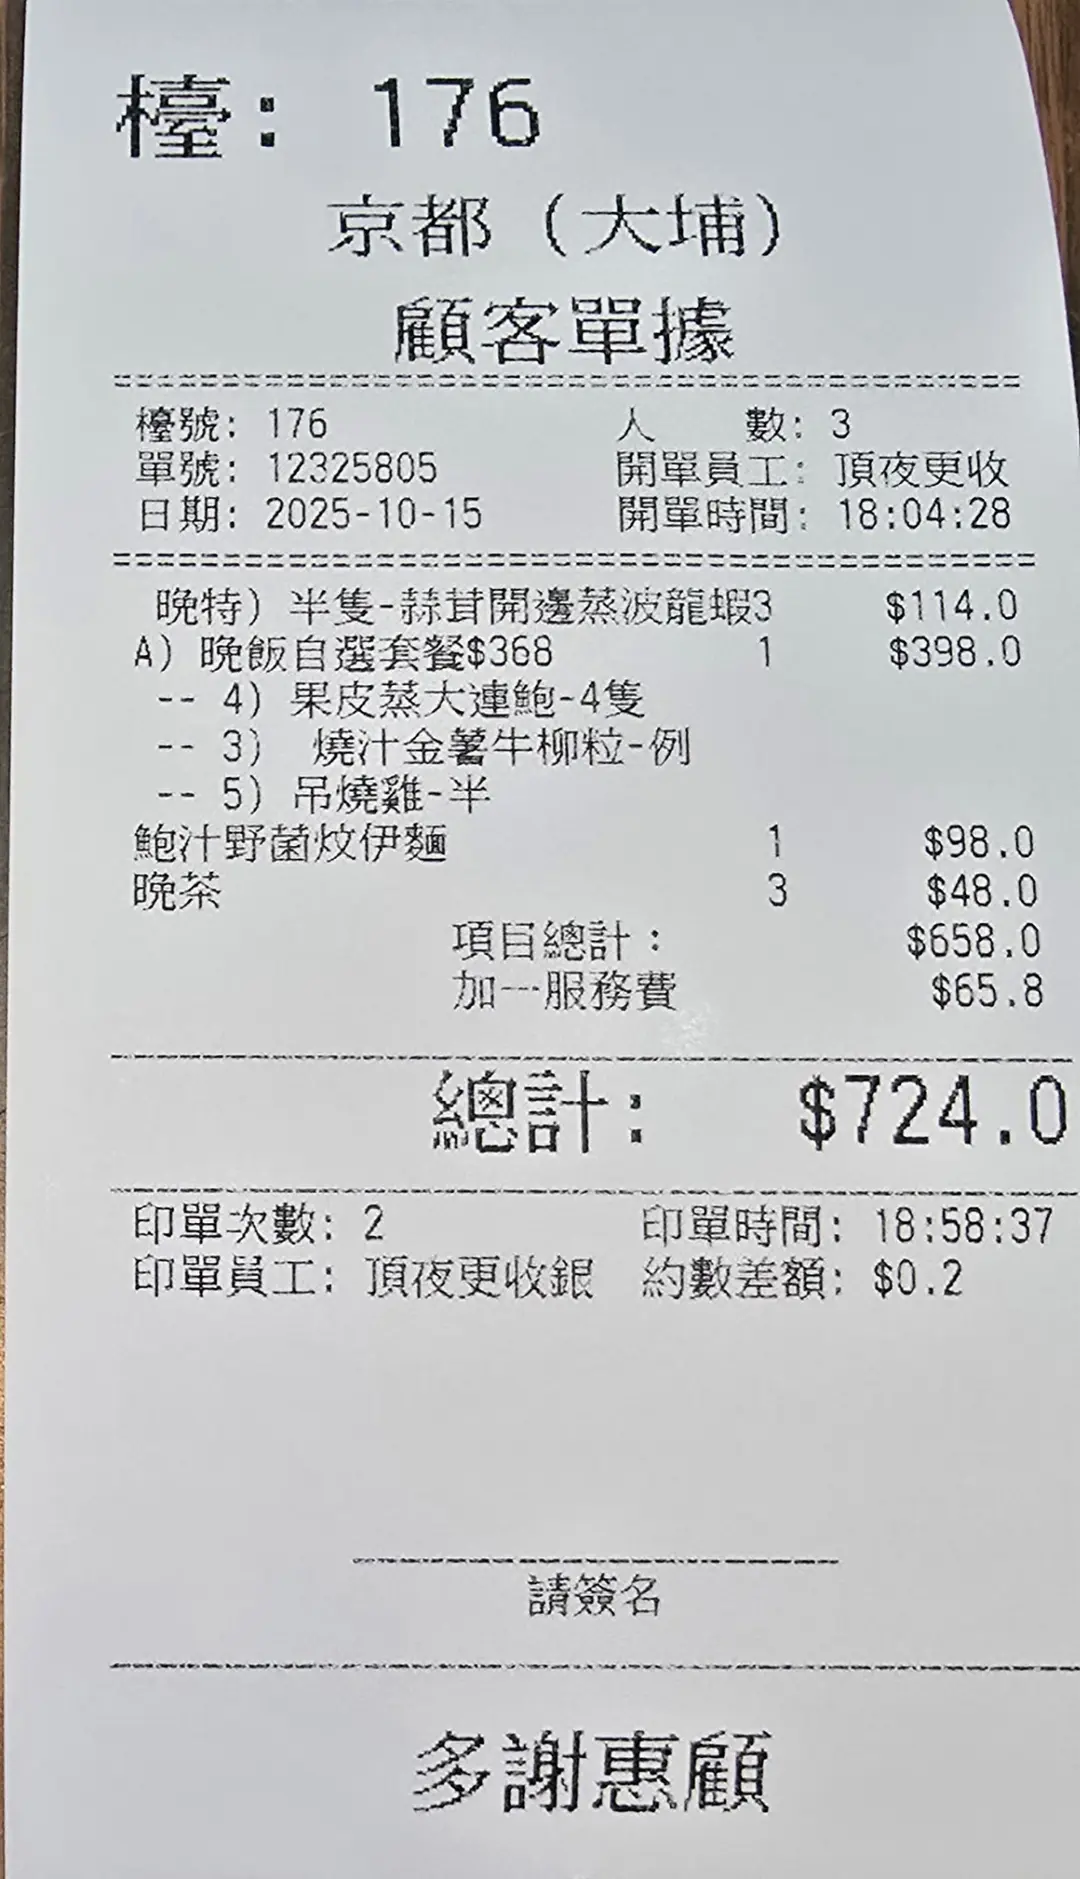 檯: 176
京都（大埔）
顧客單據
檯號: 176 人 數: 3
單號: 12325805 開單員工: 頂夜更收
日期: 2025-10-15 開單時間: 18:04:28
晚特) 半隻-蒜茸開邊蒸波龍蝦3 $114.0
A) 晚飯自選套餐$368 1 $398.0
-- 4) 果皮蒸大連鮑-4隻
-- 3) 燒汁金薯牛柳粒-例
-- 5) 吊燒雞-半
鮑汁野菌炆伊麵 1 $98.0
晚茶 3 $48.0
項目總計: $658.0
加一服務費 $65.8
總計: $724.0
印單次數: 2 印單時間: 18:58:37
印單員工: 頂夜更收銀 約數差額: $0.2
請簽名
多謝惠顧